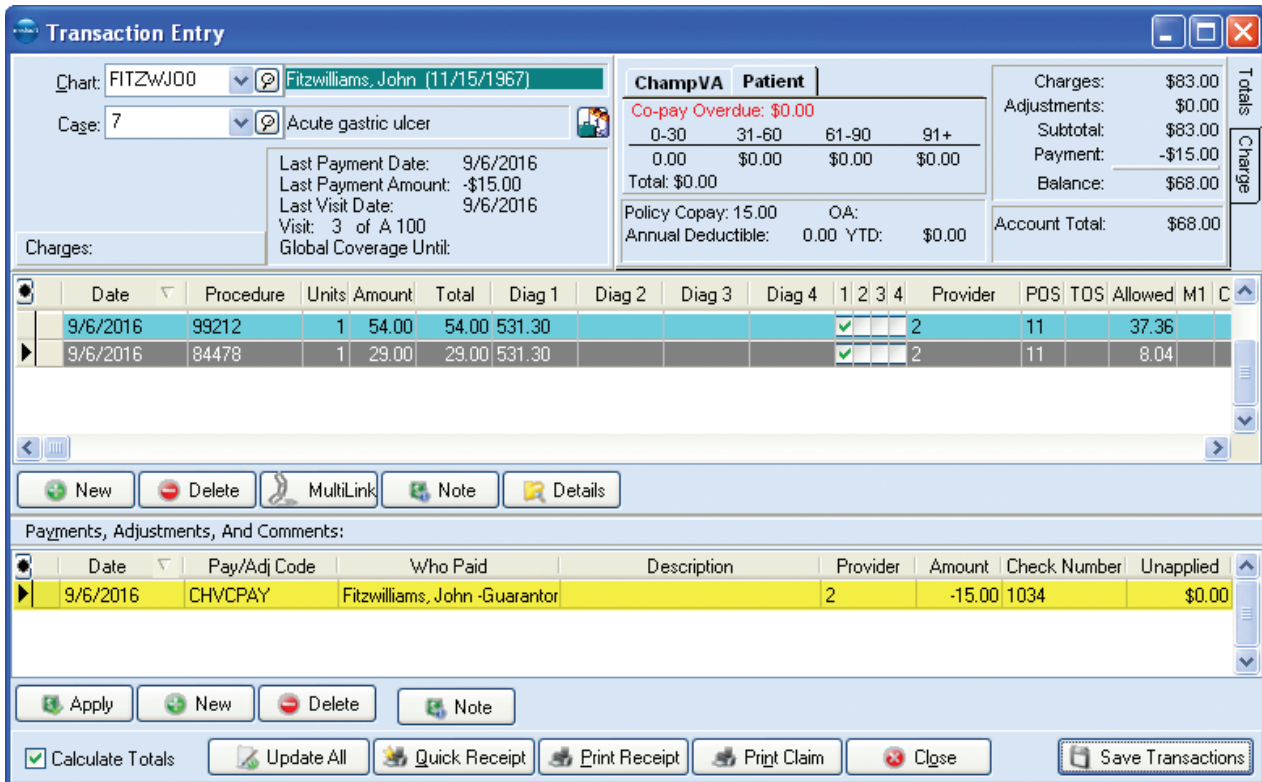 Transaction Entry
Chart: FITZWJO0 Fitzwilliams, John (11/15/1967)
Case: 7 Acute gastric ulcer
Last Payment Date: 9/6/2016
Last Payment Amount: -$15.00
Last Visit Date: 9/6/2016
Visit: 3 of A 100
Global Coverage Until:
Charges:
ChampVA Patient
Co-pay Overdue: $0.00
0-30 31-60 61-90 91+
0.00 $0.00 $0.00 $0.00
Total: $0.00
Policy Copay: 15.00 OA:
Annual Deductible: 0.00 YTD: $0.00
Charges: $83.00
Adjustments: $0.00
Subtotal: $83.00
Payment: -$15.00
Balance: $68.00
Account Total: $68.00
Totals
Charge
Date Procedure Units Amount Total Diag 1 Diag 2 Diag 3 Diag 4 1 2 3 4 Provider POS TOS Allowed M1 C
9/6/2016 99212 1 54.00 54.00 531.30 2 11 37.36
9/6/2016 84478 1 29.00 29.00 531.30 2 11 8.04
New Delete MultiLink Note Details
Payments, Adjustments, And Comments:
Date Pay/Adj Code Who Paid Description Provider Amount Check Number Unapplied
9/6/2016 CHVCPAY Fitzwilliams, John -Guarantor 2 -15.00 1034 $0.00
Apply New Delete Note
Calculate Totals Update All Quick Receipt Print Receipt Print Claim Close Save Transactions